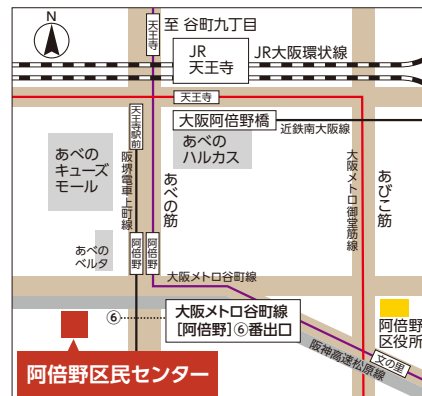 N
至 谷町九丁目
天王寺
JR
天王寺
JR大阪環状線
天王寺
天王寺駅前
大阪阿倍野橋
近鉄南大阪線
あべの
キューズ
モール
阪堺電車上町線
あべの筋
あべの
ハルカス
大阪メトロ御堂筋線
あびこ筋
あべの
ベルタ
阿倍野
阿倍野
大阪メトロ谷町線
⑥
大阪メトロ谷町線
[阿倍野]⑥番出口
阿倍野
区役所
阪神高速松原線
文の里
阿倍野区民センター